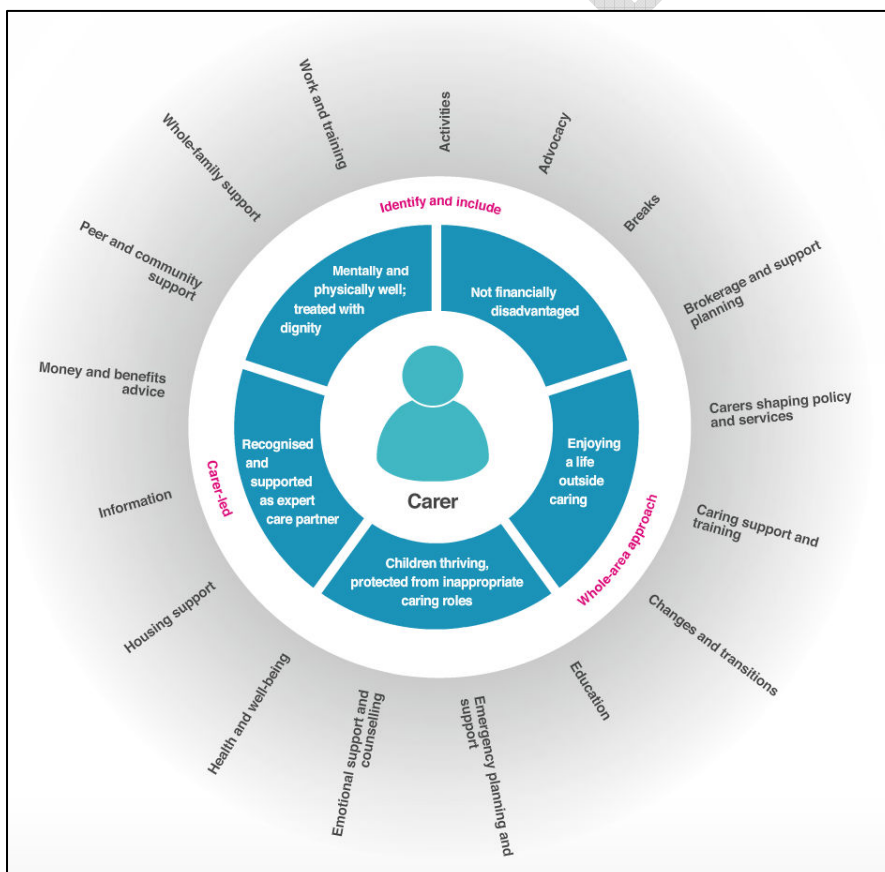 Activities
Advocacy
Breaks
Brokerage and support
planning
Carers shaping policy
and services
Caring support and
training
Changes and transitions
Education
Emergency planning and
support
Emotional support and
counselling
Health and well-being
Housing support
Information
Money and benefits
advice
Peer and community
support
Whole-family support
Work and training
Identify and include
Whole-area approach
Carer-led
Mentally and
physically well;
treated with
dignity
Not financially
disadvantaged
Enjoying
a life
outside
caring
Children thriving,
protected from inappropriate
caring roles
Recognised
and
supported
as expert
care partner
Carer